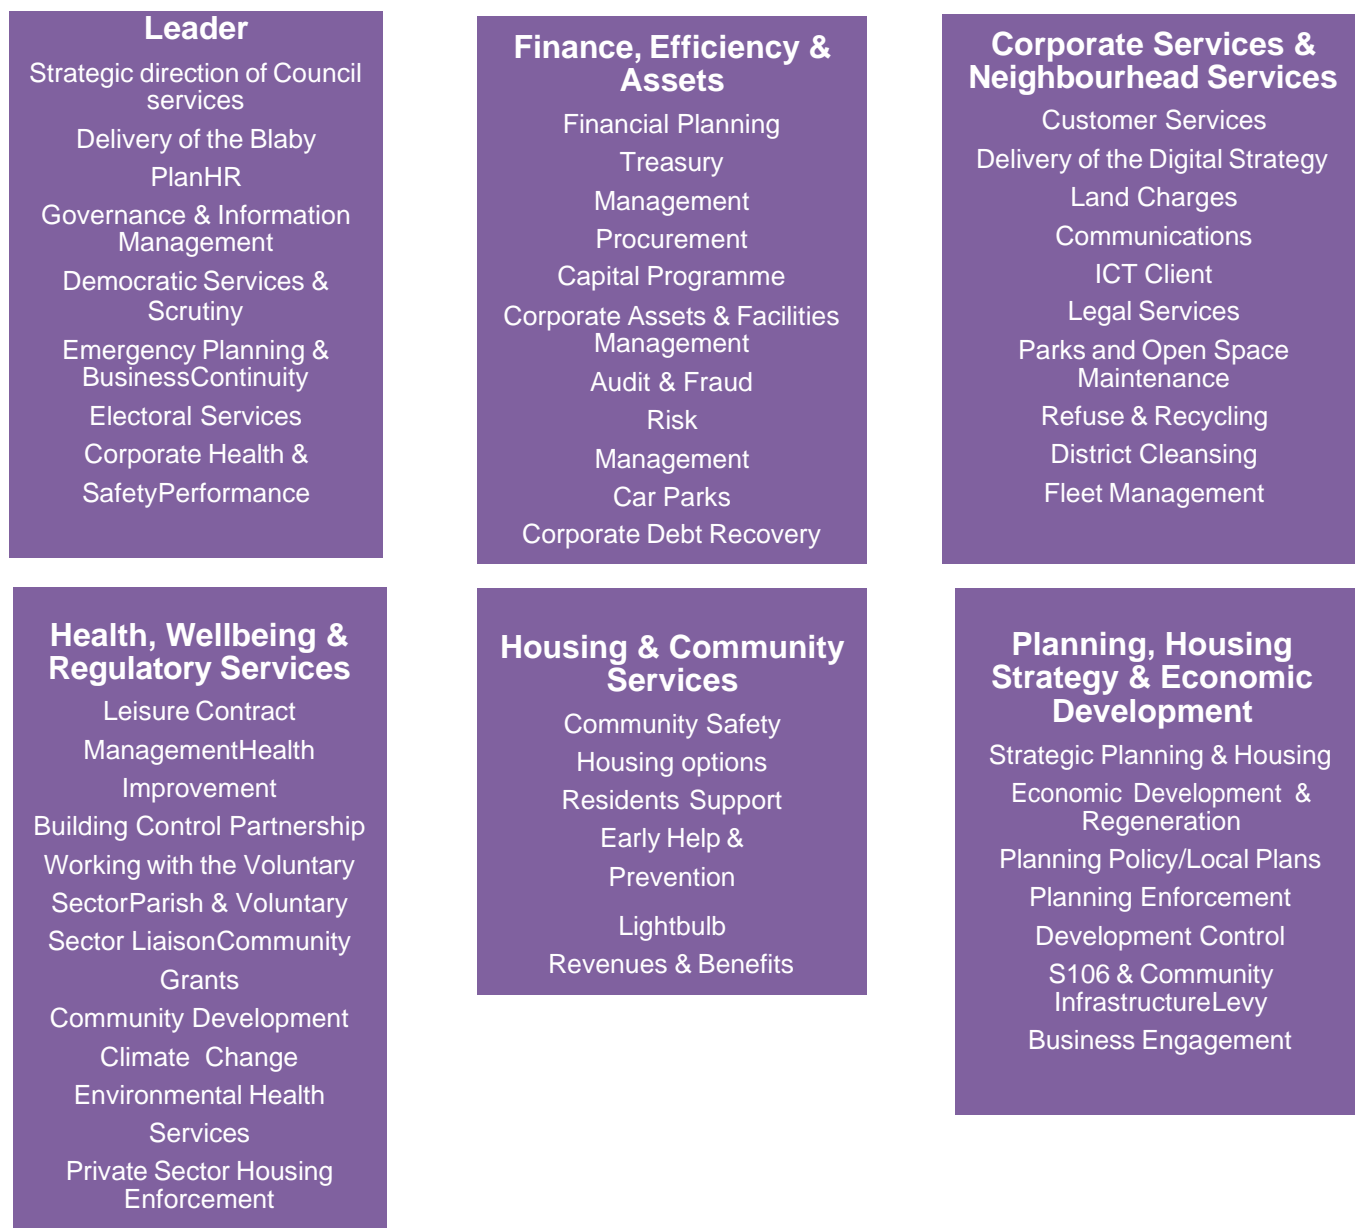 Leader
Strategic direction of Council
services
Delivery of the Blaby
PlanHR
Governance & Information
Management
Democratic Services &
Scrutiny
Emergency Planning &
BusinessContinuity
Electoral Services
Corporate Health &
SafetyPerformance
Finance, Efficiency &
Assets
Financial Planning
Treasury
Management
Procurement
Capital Programme
Corporate Assets & Facilities
Management
Audit & Fraud
Risk
Management
Car Parks
Corporate Debt Recovery
Corporate Services &
Neighbourhead Services
Customer Services
Delivery of the Digital Strategy
Land Charges
Communications
ICT Client
Legal Services
Parks and Open Space
Maintenance
Refuse & Recycling
District Cleansing
Fleet Management
Health, Wellbeing &
Regulatory Services
Leisure Contract
ManagementHealth
Improvement
Building Control Partnership
Working with the Voluntary
SectorParish & Voluntary
Sector LiaisonCommunity
Grants
Community Development
Climate Change
Environmental Health
Services
Private Sector Housing
Enforcement
Housing & Community
Services
Community Safety
Housing options
Residents Support
Early Help &
Prevention
Lightbulb
Revenues & Benefits
Planning, Housing
Strategy & Economic
Development
Strategic Planning & Housing
Economic Development &
Regeneration
Planning Policy/Local Plans
Planning Enforcement
Development Control
S106 & Community
InfrastructureLevy
Business Engagement